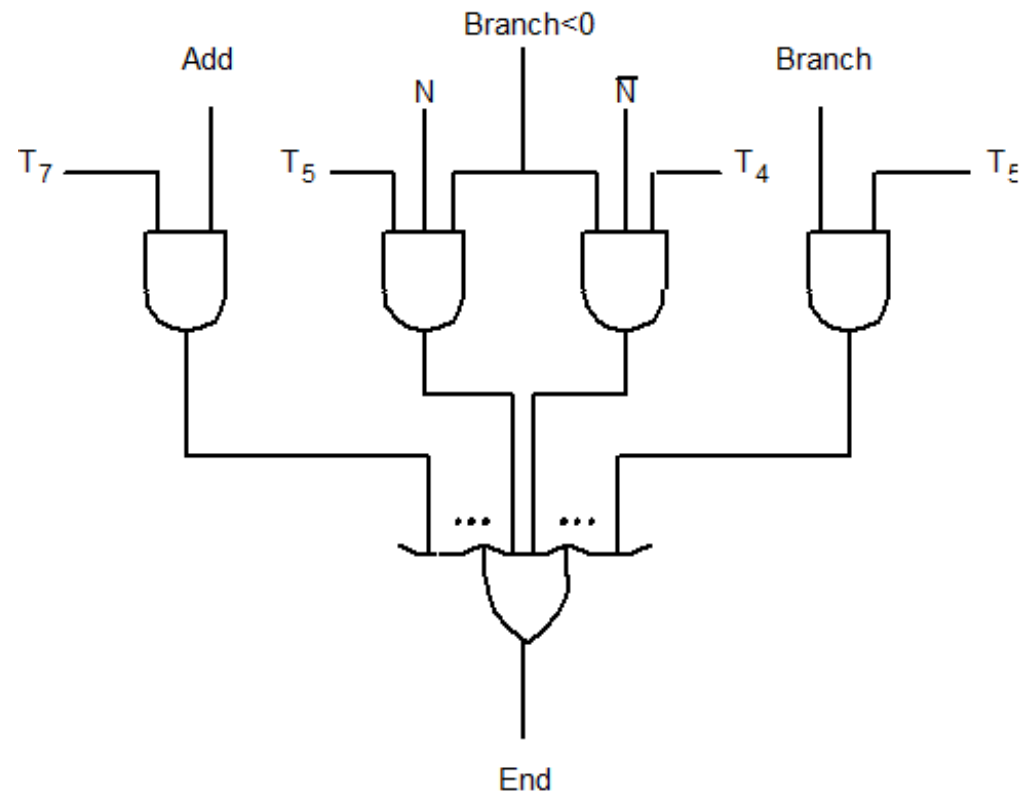 Branch<0
Add
Branch
N
N̅
T₇
T₅
T₄
T₅
...
...
End